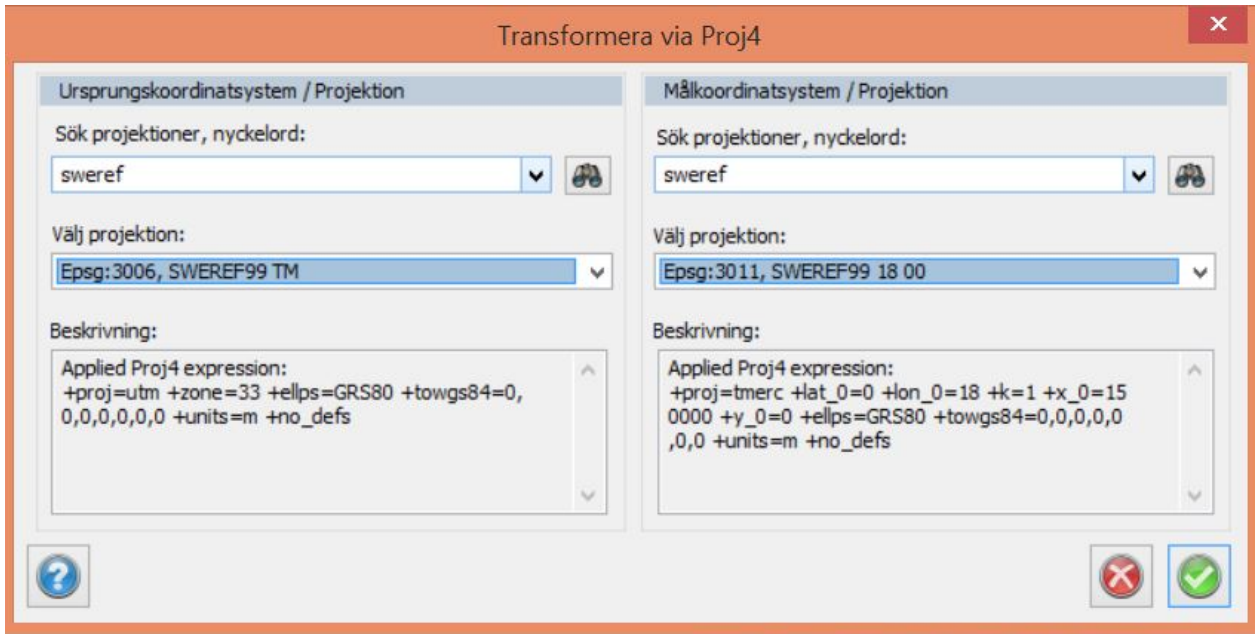 Transformera via Proj4
Ursprungskoordinatsystem / Projektion
Sök projektioner, nyckelord:
sweref
Välj projektion:
Epsg:3006, SWEREF99 TM
Beskrivning:
Applied Proj4 expression:
+proj=utm +zone=33 +ellps=GRS80 +towgs84=0,
0,0,0,0,0,0 +units=m +no_defs
Målkoordinatsystem / Projektion
Sök projektioner, nyckelord:
sweref
Välj projektion:
Epsg:3011, SWEREF99 18 00
Beskrivning:
Applied Proj4 expression:
+proj=tmerc +lat_0=0 +lon_0=18 +k=1 +x_0=15
0000 +y_0=0 +ellps=GRS80 +towgs84=0,0,0,0,0
,0,0 +units=m +no_defs